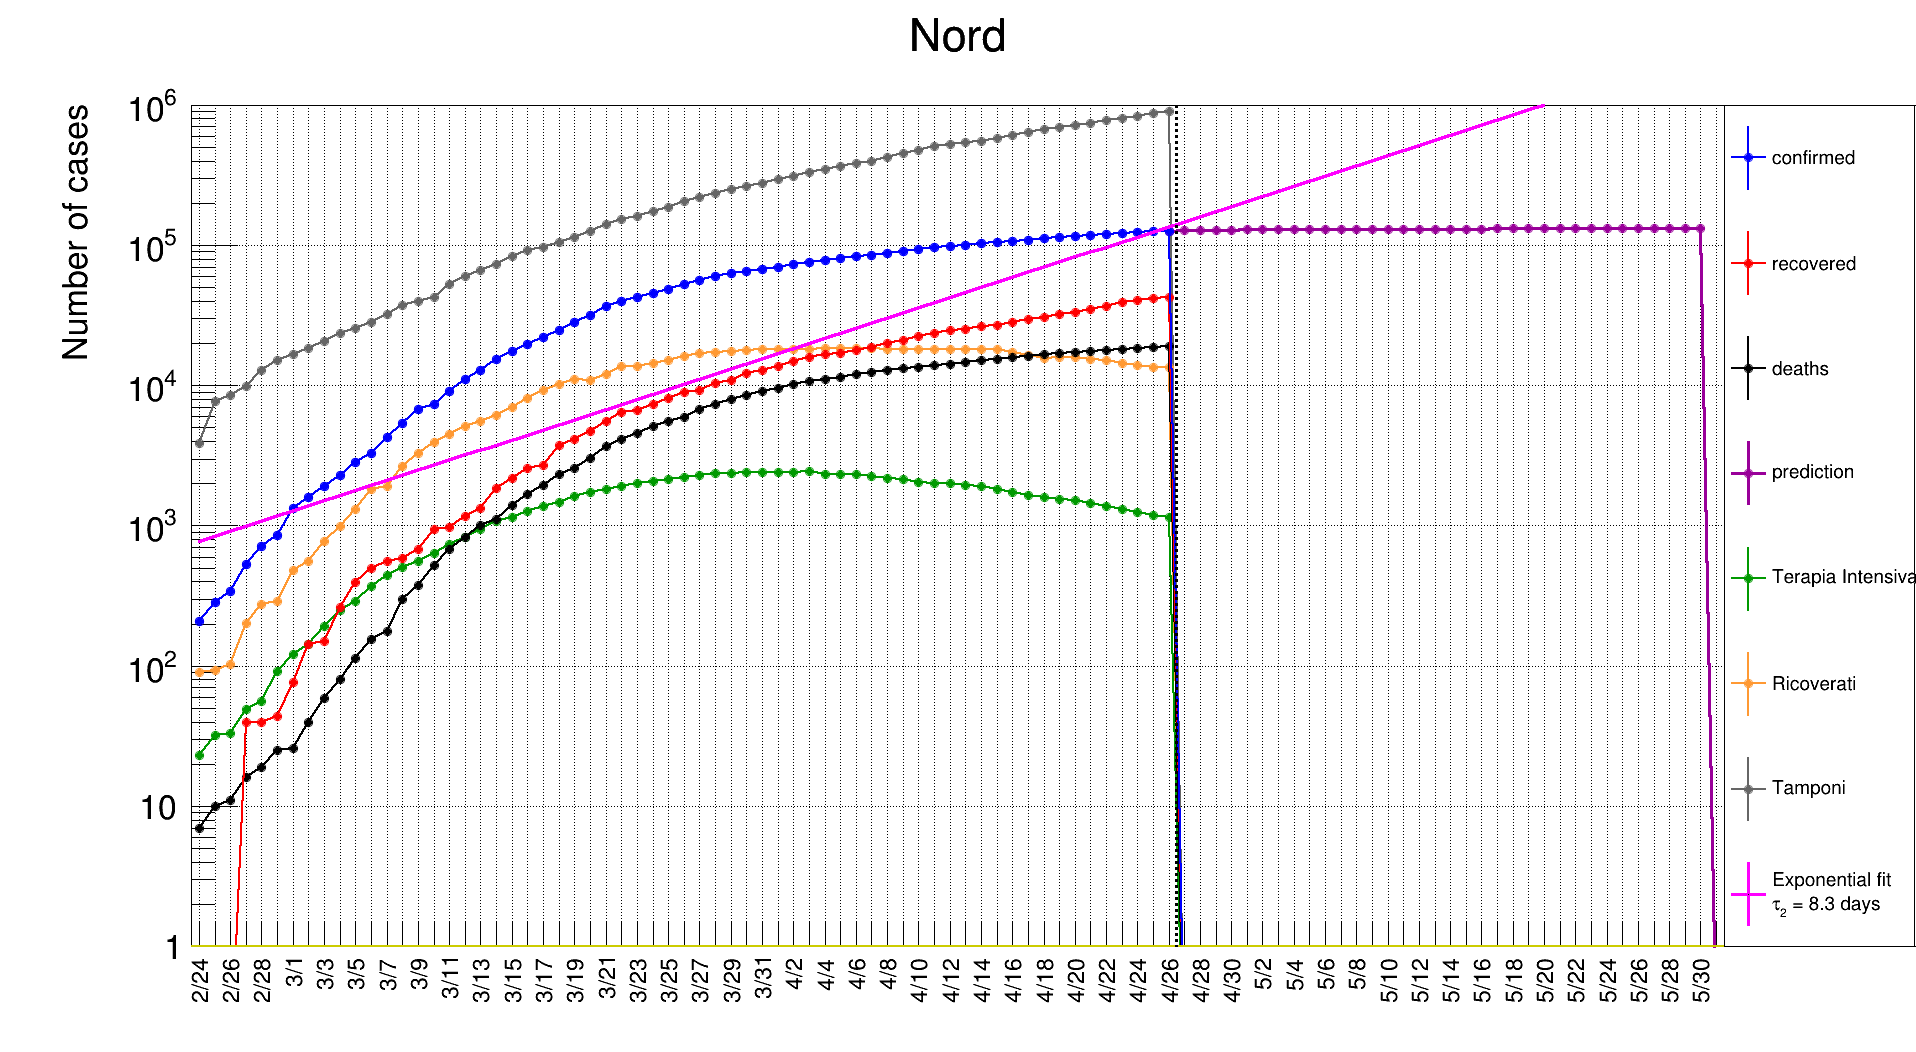 Nord
Number of cases
10^6
10^5
10^4
10^3
10^2
10
1
2/24 2/26 2/28 3/1 3/3 3/5 3/7 3/9 3/11 3/13 3/15 3/17 3/19 3/21 3/23 3/25 3/27 3/29 3/31 4/2 4/4 4/6 4/8 4/10 4/12 4/14 4/16 4/18 4/20 4/22 4/24 4/26 4/28 4/30 5/2 5/4 5/6 5/8 5/10 5/12 5/14 5/16 5/18 5/20 5/22 5/24 5/26 5/28 5/30
confirmed
recovered
deaths
prediction
Terapia Intensiva
Ricoverati
Tamponi
Exponential fit
τ_2 = 8.3 days